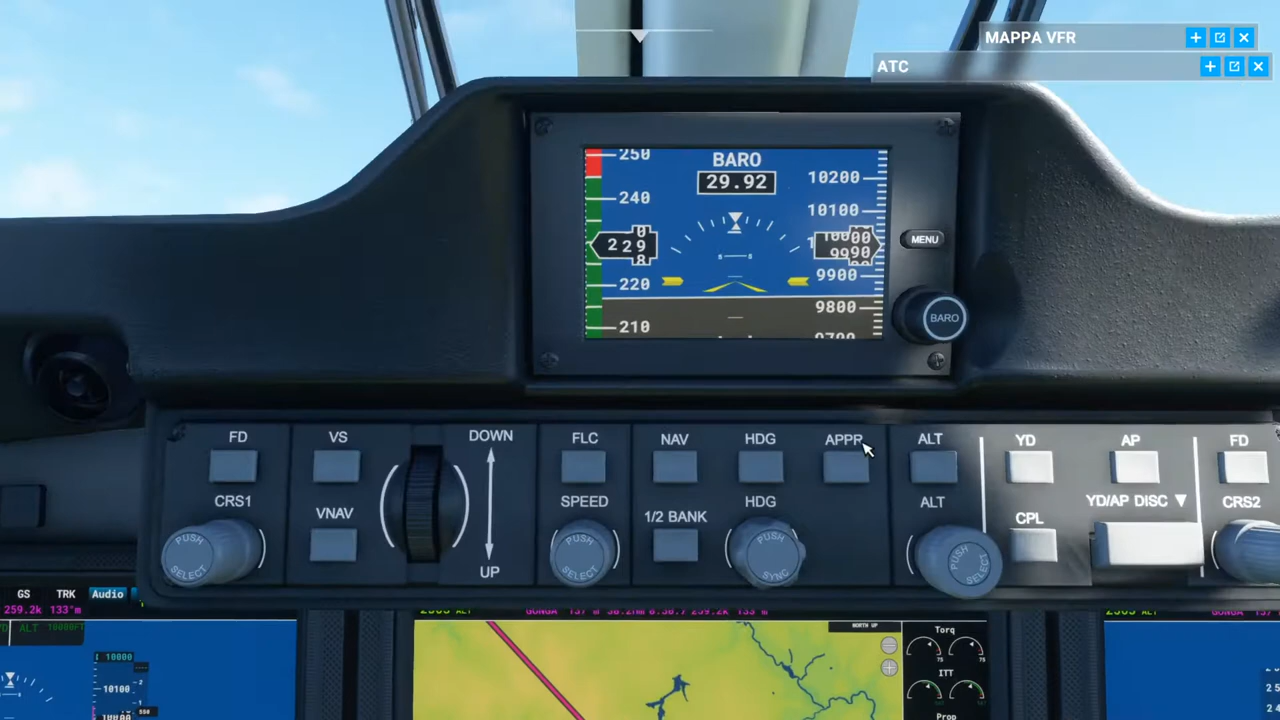 MAPPA VFR
ATC
250
BARO
29.92
10200
240
10100
229
MENU
9900
220
BARO
9800
210
FD
VS
DOWN
FLC
NAV
HDG
APPR
ALT
YD
AP
FD
CRS1
VNAV
SPEED
1/2 BANK
HDG
ALT
CPL
YD/AP DISC ▼
CRS2
PUSH
SELECT
UP
PUSH
SELECT
PUSH
SYNC
PUSH
SELECT
GS TRK Audio
259.2k 133°m
ALT
NORTH UP
Torq
ITT
Prop
10000
10100